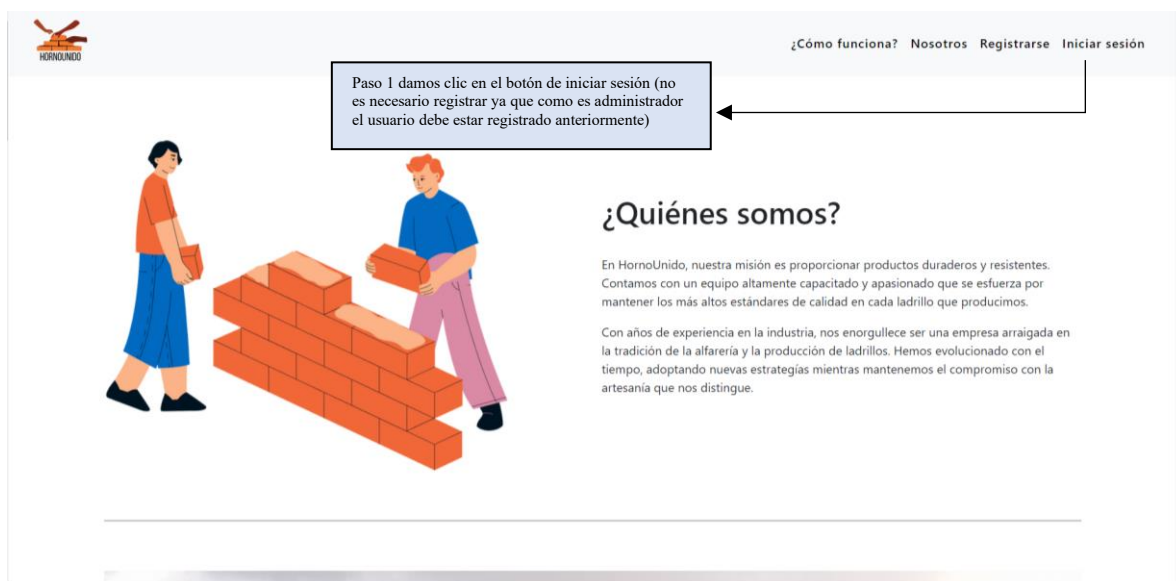 HORNOUNIDO
¿Cómo funciona? Nosotros Registrarse Iniciar sesión
Paso 1 damos clic en el botón de iniciar sesión (no
es necesario registrar ya que como es administrador
el usuario debe estar registrado anteriormente)
¿Quiénes somos?
En HornoUnido, nuestra misión es proporcionar productos duraderos y resistentes.
Contamos con un equipo altamente capacitado y apasionado que se esfuerza por
mantener los más altos estándares de calidad en cada ladrillo que producimos.
Con años de experiencia en la industria, nos enorgullece ser una empresa arraigada en
la tradición de la alfarería y la producción de ladrillos. Hemos evolucionado con el
tiempo, adoptando nuevas estrategías mientras mantenemos el compromiso con la
artesanía que nos distingue.